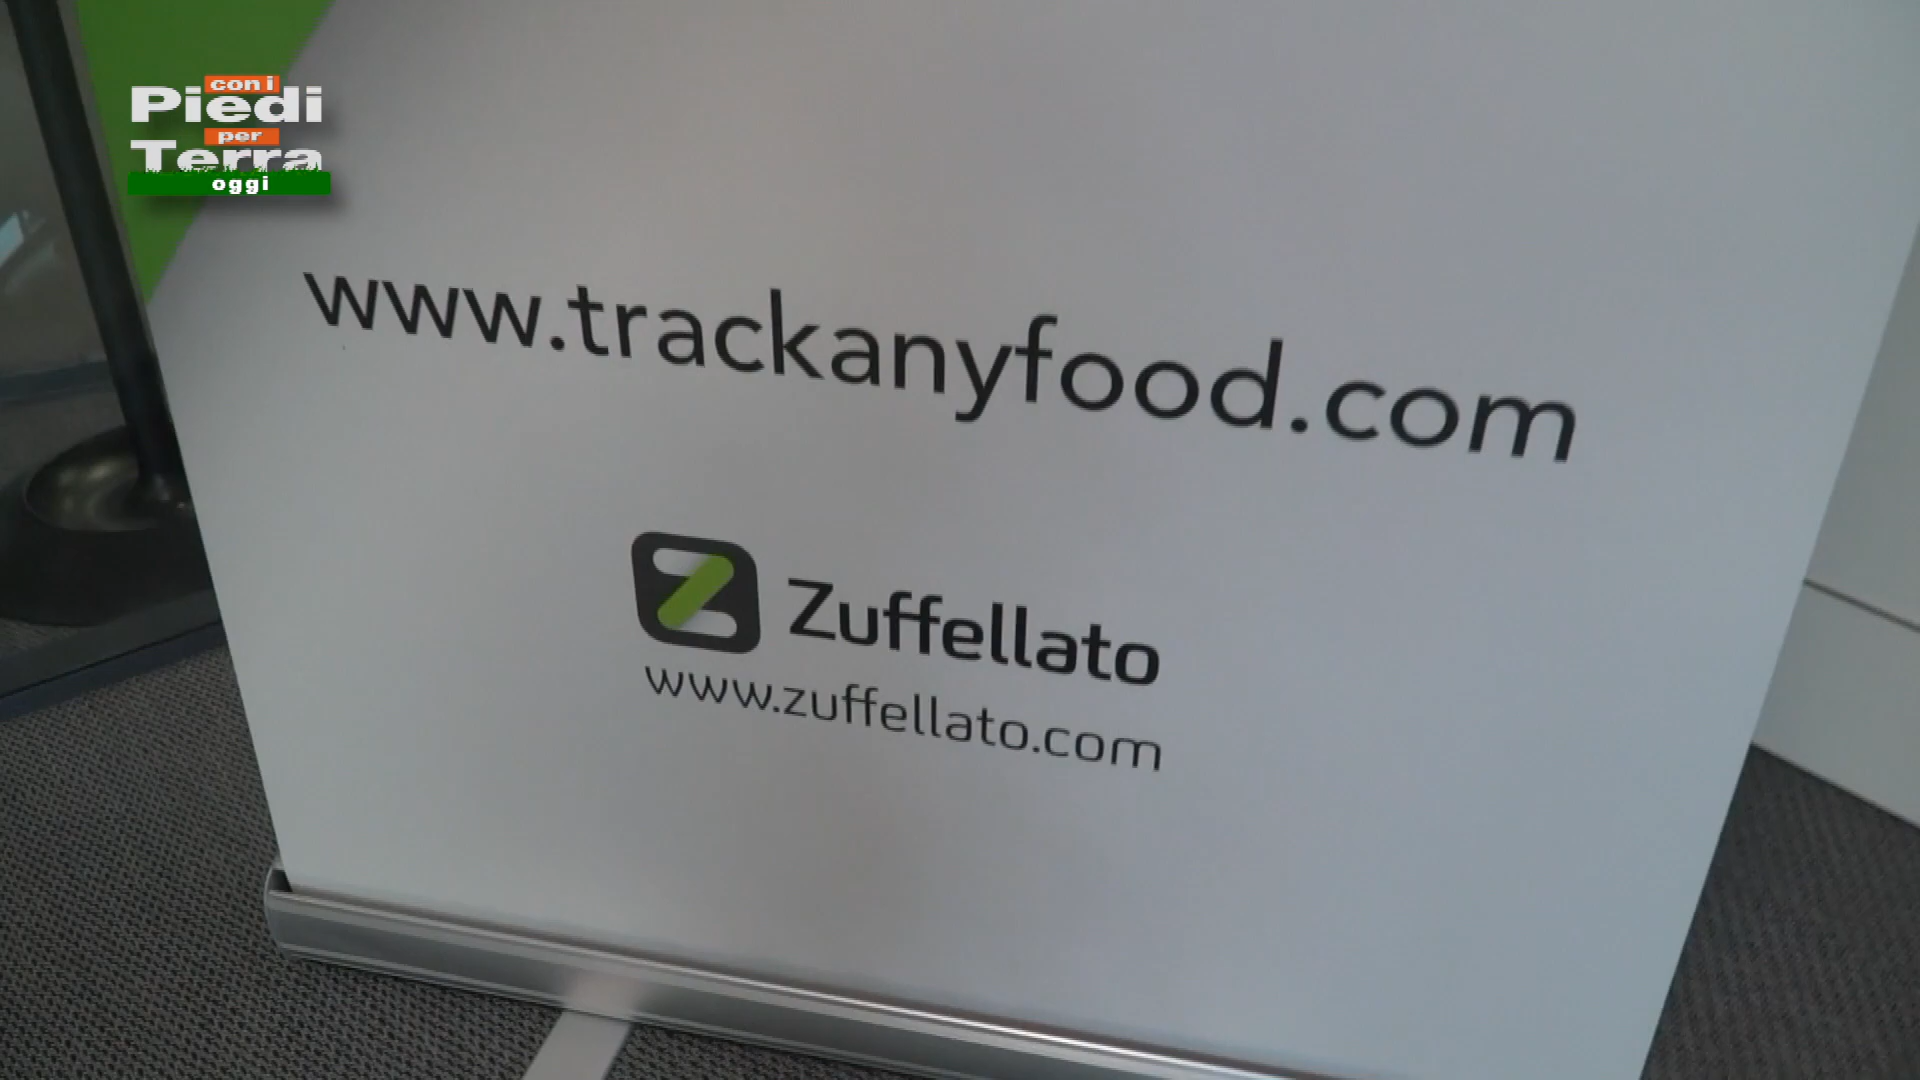 con i
Piedi
per
Terra
oggi
www.trackanyfood.com
Zuffellato
www.zuffellato.com